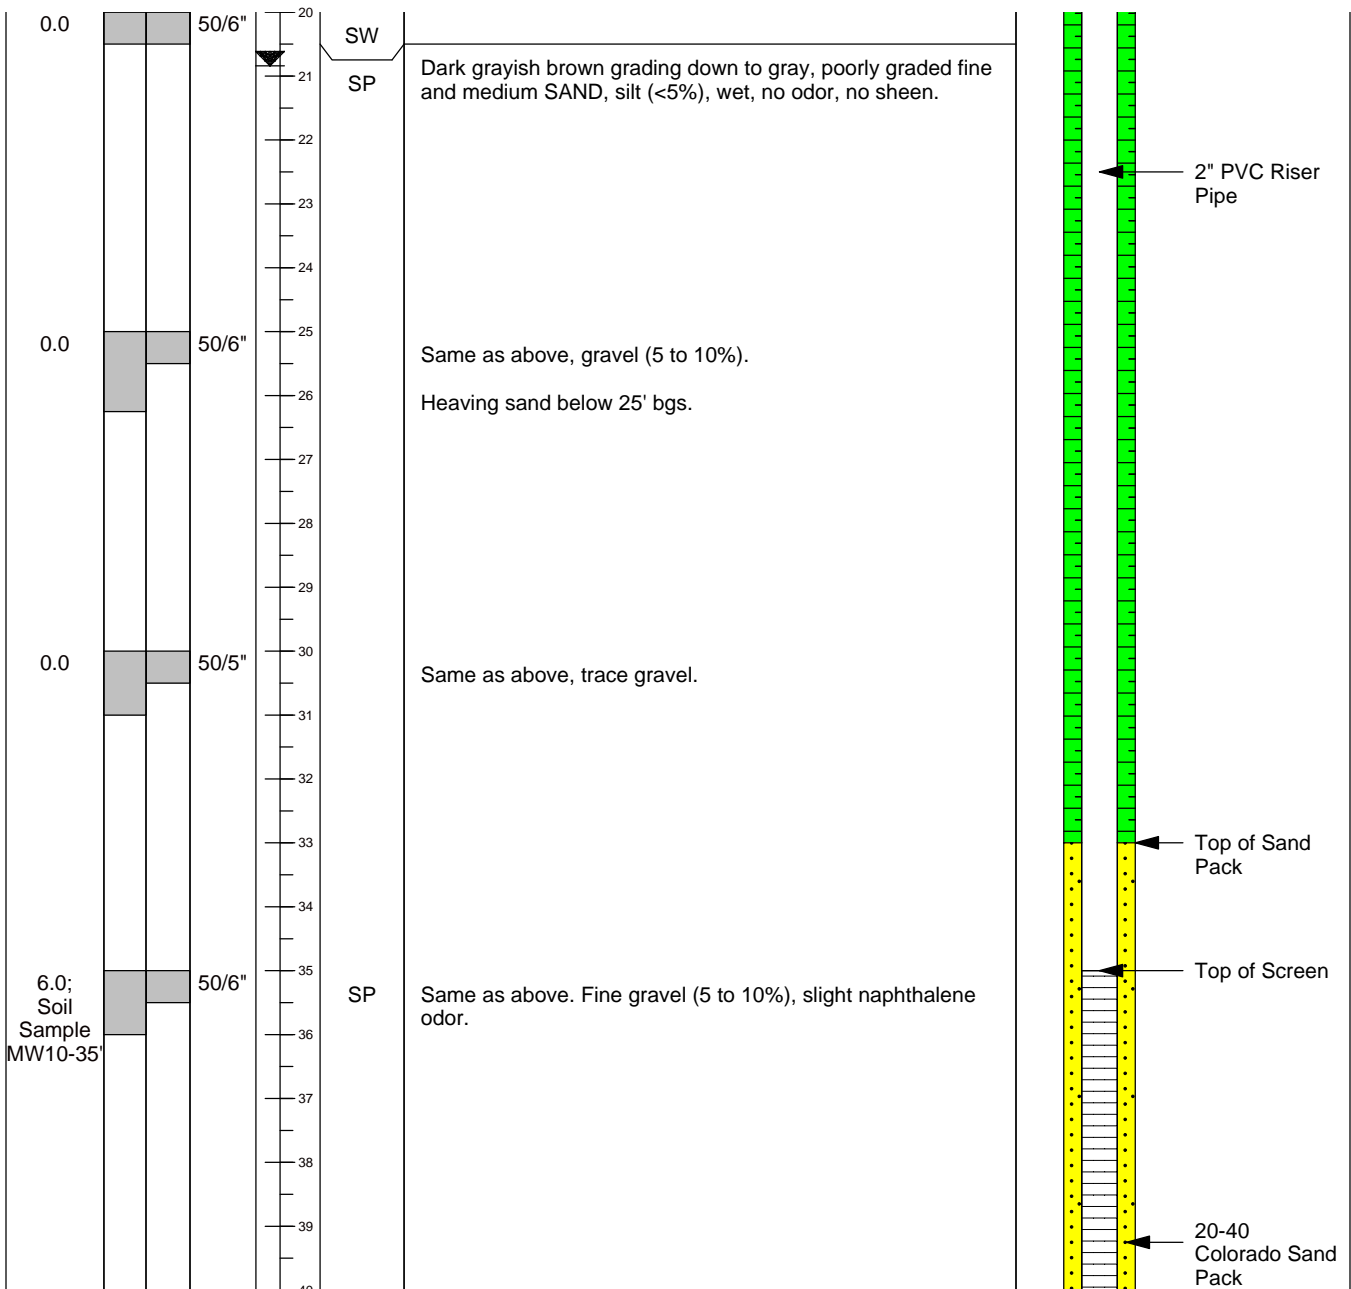 0.0
50/6"
20
SW
21
SP
Dark grayish brown grading down to gray, poorly graded fine
and medium SAND, silt (<5%), wet, no odor, no sheen.
22
2" PVC Riser
Pipe
23
24
0.0
50/6"
25
Same as above, gravel (5 to 10%).
26
Heaving sand below 25' bgs.
27
28
29
0.0
50/5"
30
Same as above, trace gravel.
31
32
33
Top of Sand
Pack
34
6.0;
Soil
Sample
MW10-35'
50/6"
35
SP
Same as above. Fine gravel (5 to 10%), slight naphthalene
odor.
Top of Screen
36
37
38
39
20-40
Colorado Sand
Pack
40